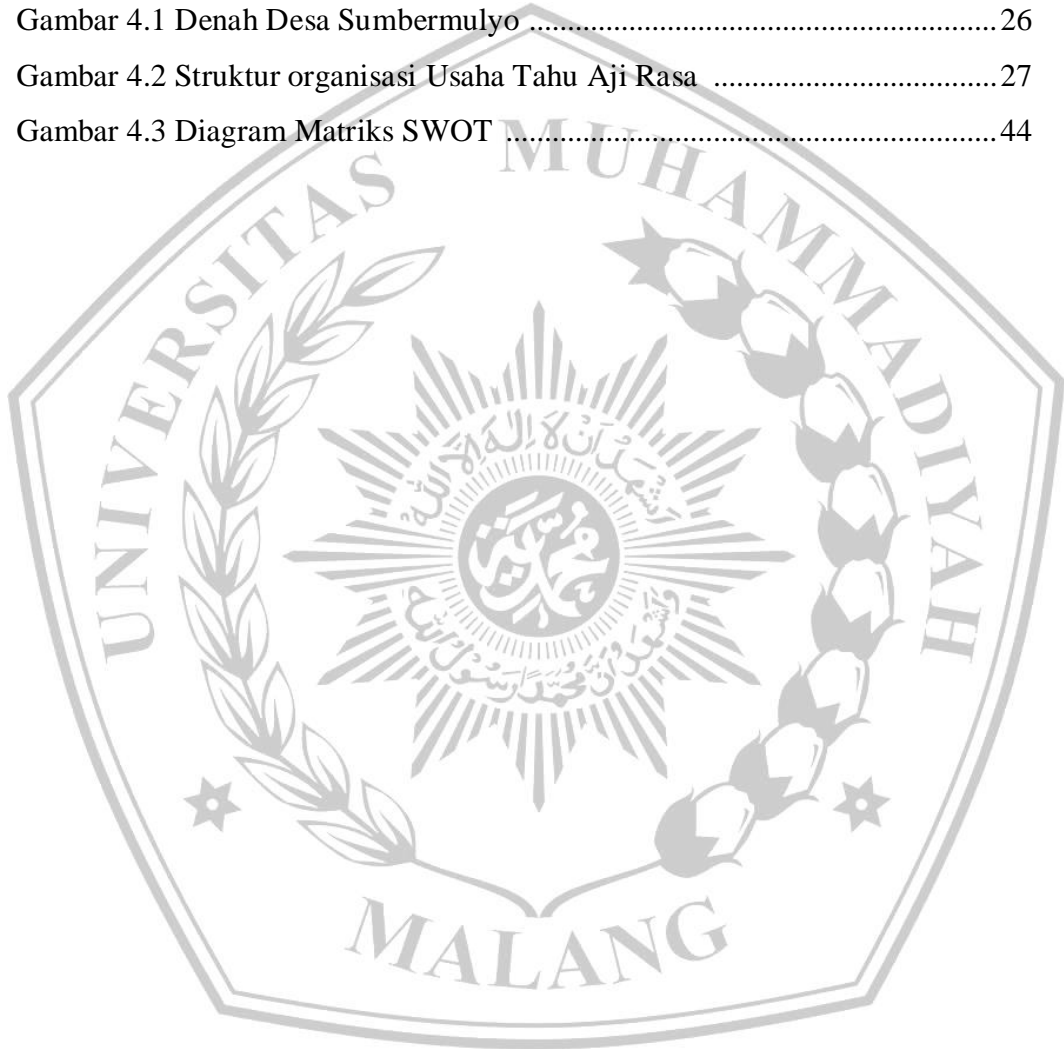 Gambar 4.1 Denah Desa Sumbermulyo ........................................................ 26
Gambar 4.2 Struktur organisasi Usaha Tahu Aji Rasa .................................. 27
Gambar 4.3 Diagram Matriks SWOT ........................................................... 44
UNIVERSITAS MUHAMMADIYAH
MALANG